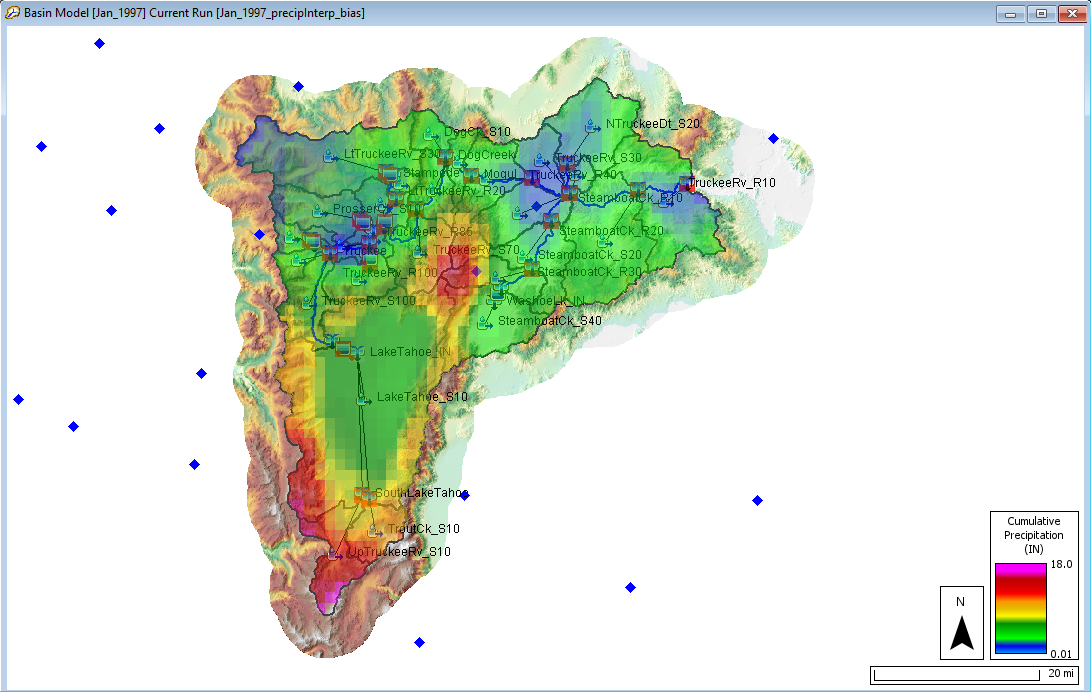 Basin Model [Jan_1997] Current Run [Jan_1997_precipInterp_bias]
NTruckeeDt_S20
DogCk_S10
LtTruckeeRv_S30
DogCreek
TruckeeRv_S30
Stampede
Mogul
TruckeeRv_R40
TruckeeRv_R10
LtTruckeeRv_R20
SteamboatCk_R10
ProsserCk_S10
TruckeeRv_R85
SteamboatCk_R20
Truckee
TruckeeRv_S70
SteamboatCk_S20
TruckeeRv_R100
SteamboatCk_R30
TruckeeRv_S100
WashoeLk_IN
SteamboatCk_S40
LakeTahoe_IN
LakeTahoe_S10
SouthLakeTahoe
TroutCk_S10
UpTruckeeRv_S10
Cumulative
Precipitation
(IN)
18.0
0.01
N
20 mi